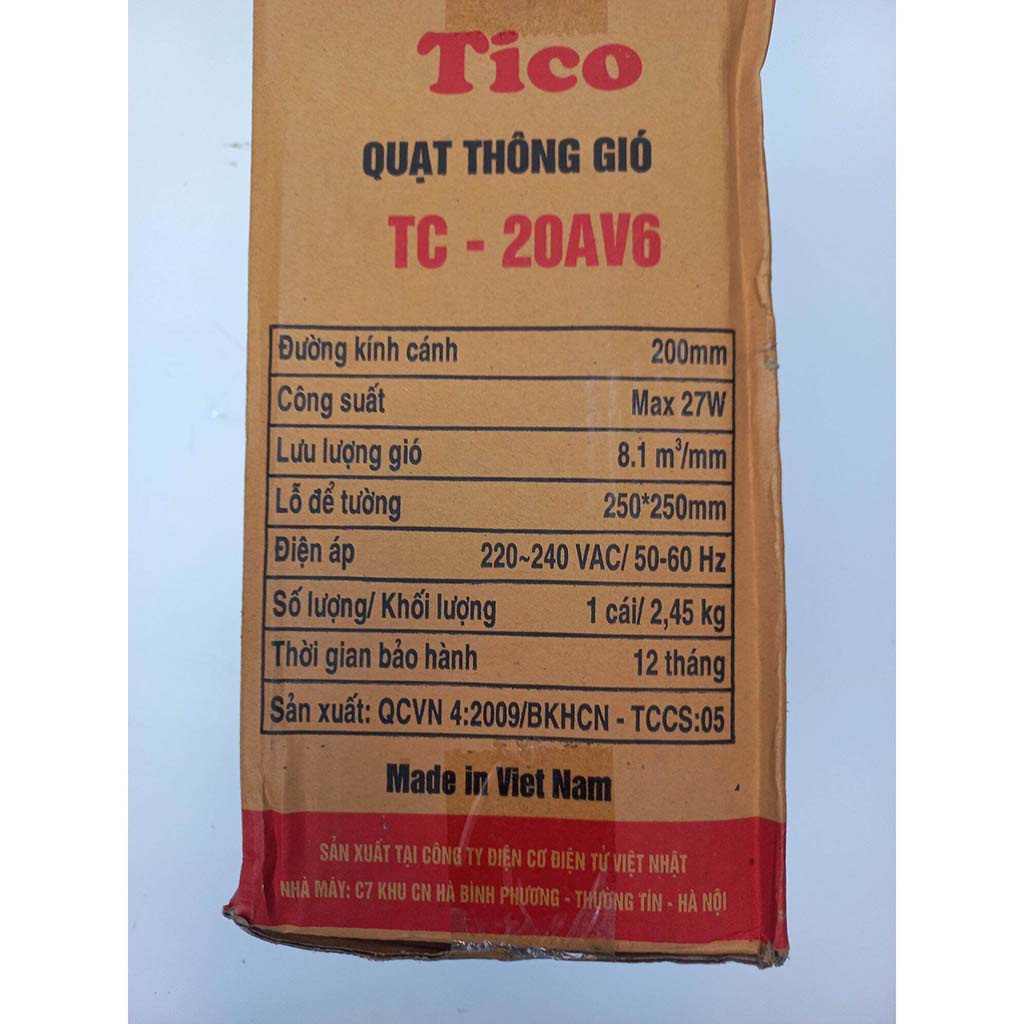 Tico
QUẠT THÔNG GIÓ
TC - 20AV6
Đường kính cánh 200mm
Công suất Max 27W
Lưu lượng gió 8.1 m³/mm
Lỗ để tường 250*250mm
Điện áp 220~240 VAC/ 50-60 Hz
Số lượng/ Khối lượng 1 cái/ 2,45 kg
Thời gian bảo hành 12 tháng
Sản xuất: QCVN 4:2009/BKHCN - TCCS:05
Made in Viet Nam
SẢN XUẤT TẠI CÔNG TY ĐIỆN CƠ ĐIỆN TỬ VIỆT NHẬT
NHÀ MÁY: C7 KHU CN HÀ BÌNH PHƯƠNG - THƯỜNG TÍN - HÀ NỘI